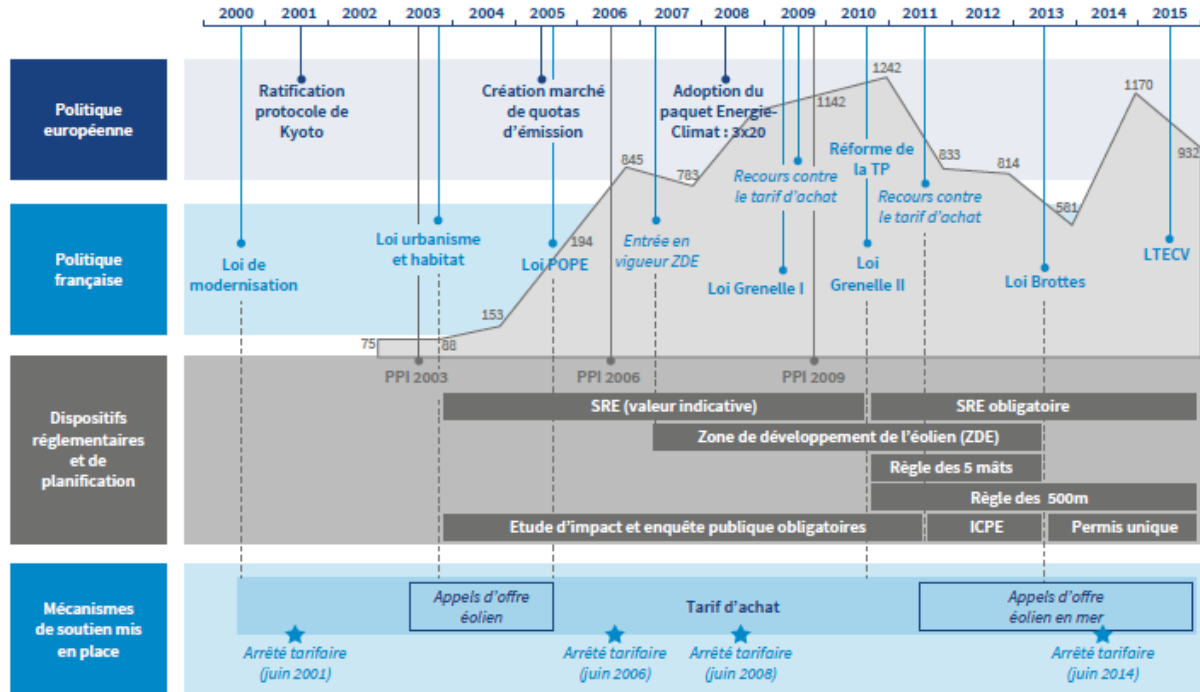 2000 2001 2002 2003 2004 2005 2006 2007 2008 2009 2010 2011 2012 2013 2014 2015
Politique
européenne
Ratification
protocole de
Kyoto
Création marché
de quotas
d'émission
Adoption du
paquet Energie-
Climat : 3x20
Réforme de
la TP
Recours contre
le tarif d'achat
Recours contre
le tarif d'achat
75
88
153
194
845
783
1142
1242
833
814
581
1170
932
Politique
française
Loi de
modernisation
Loi urbanisme
et habitat
Loi POPE
Entrée en
vigueur ZDE
Loi Grenelle I
Loi
Grenelle II
Loi Brottes
LTECV
Dispositifs
réglementaires
et de
planification
PPI 2003
PPI 2006
PPI 2009
SRE (valeur indicative)
SRE obligatoire
Zone de développement de l'éolien (ZDE)
Règle des 5 mâts
Règle des 500m
Etude d'impact et enquête publique obligatoires
ICPE
Permis unique
Mécanismes
de soutien mis
en place
Appels d'offre
éolien
Tarif d'achat
Appels d'offre
éolien en mer
Arrêté tarifaire
(juin 2001)
Arrêté tarifaire
(juin 2006)
Arrêté tarifaire
(juin 2008)
Arrêté tarifaire
(juin 2014)